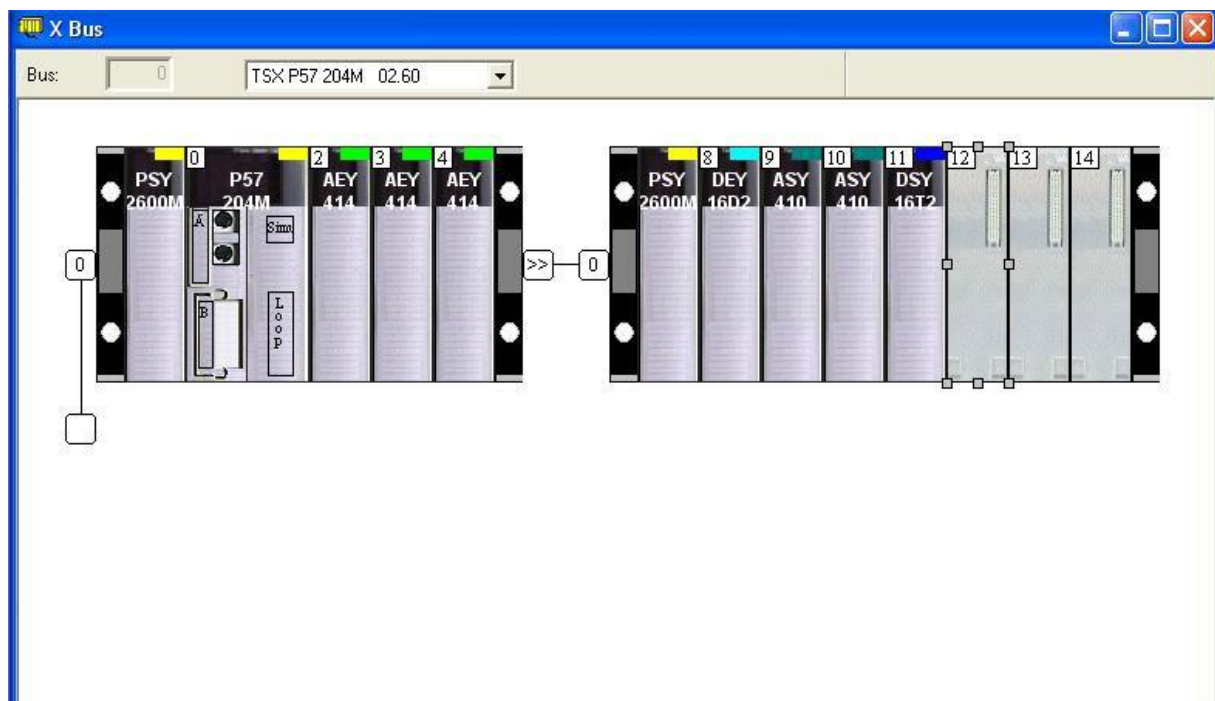 X Bus
Bus: 0 TSX P57 204M 02.60
0 2 3 4 8 9 10 11 12 13 14
PSY P57 AEY AEY AEY PSY DEY ASY ASY DSY
2600M 204M 414 414 414 2600M 16D2 410 410 16T2
A
0 >> 0
B
Loop